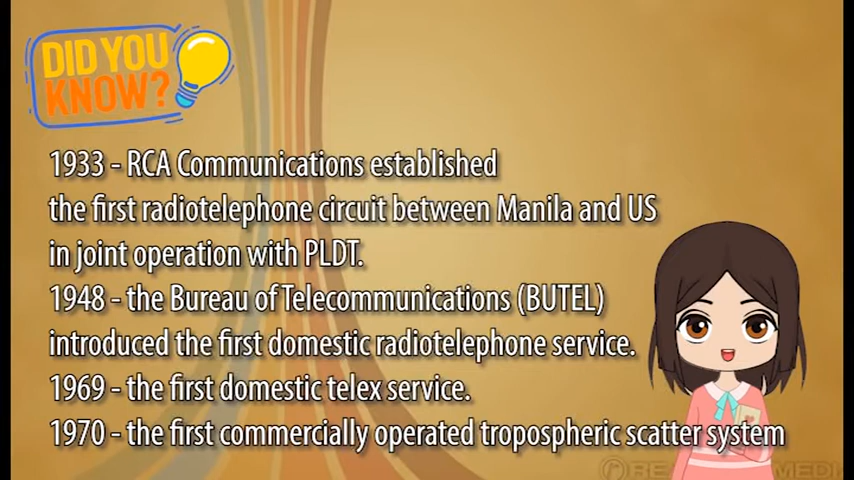 DID YOU
KNOW?
1933 - RCA Communications established
the first radiotelephone circuit between Manila and US
in joint operation with PLDT.
1948 - the Bureau of Telecommunications (BUTEL)
introduced the first domestic radiotelephone service.
1969 - the first domestic telex service.
1970 - the first commercially operated tropospheric scatter system